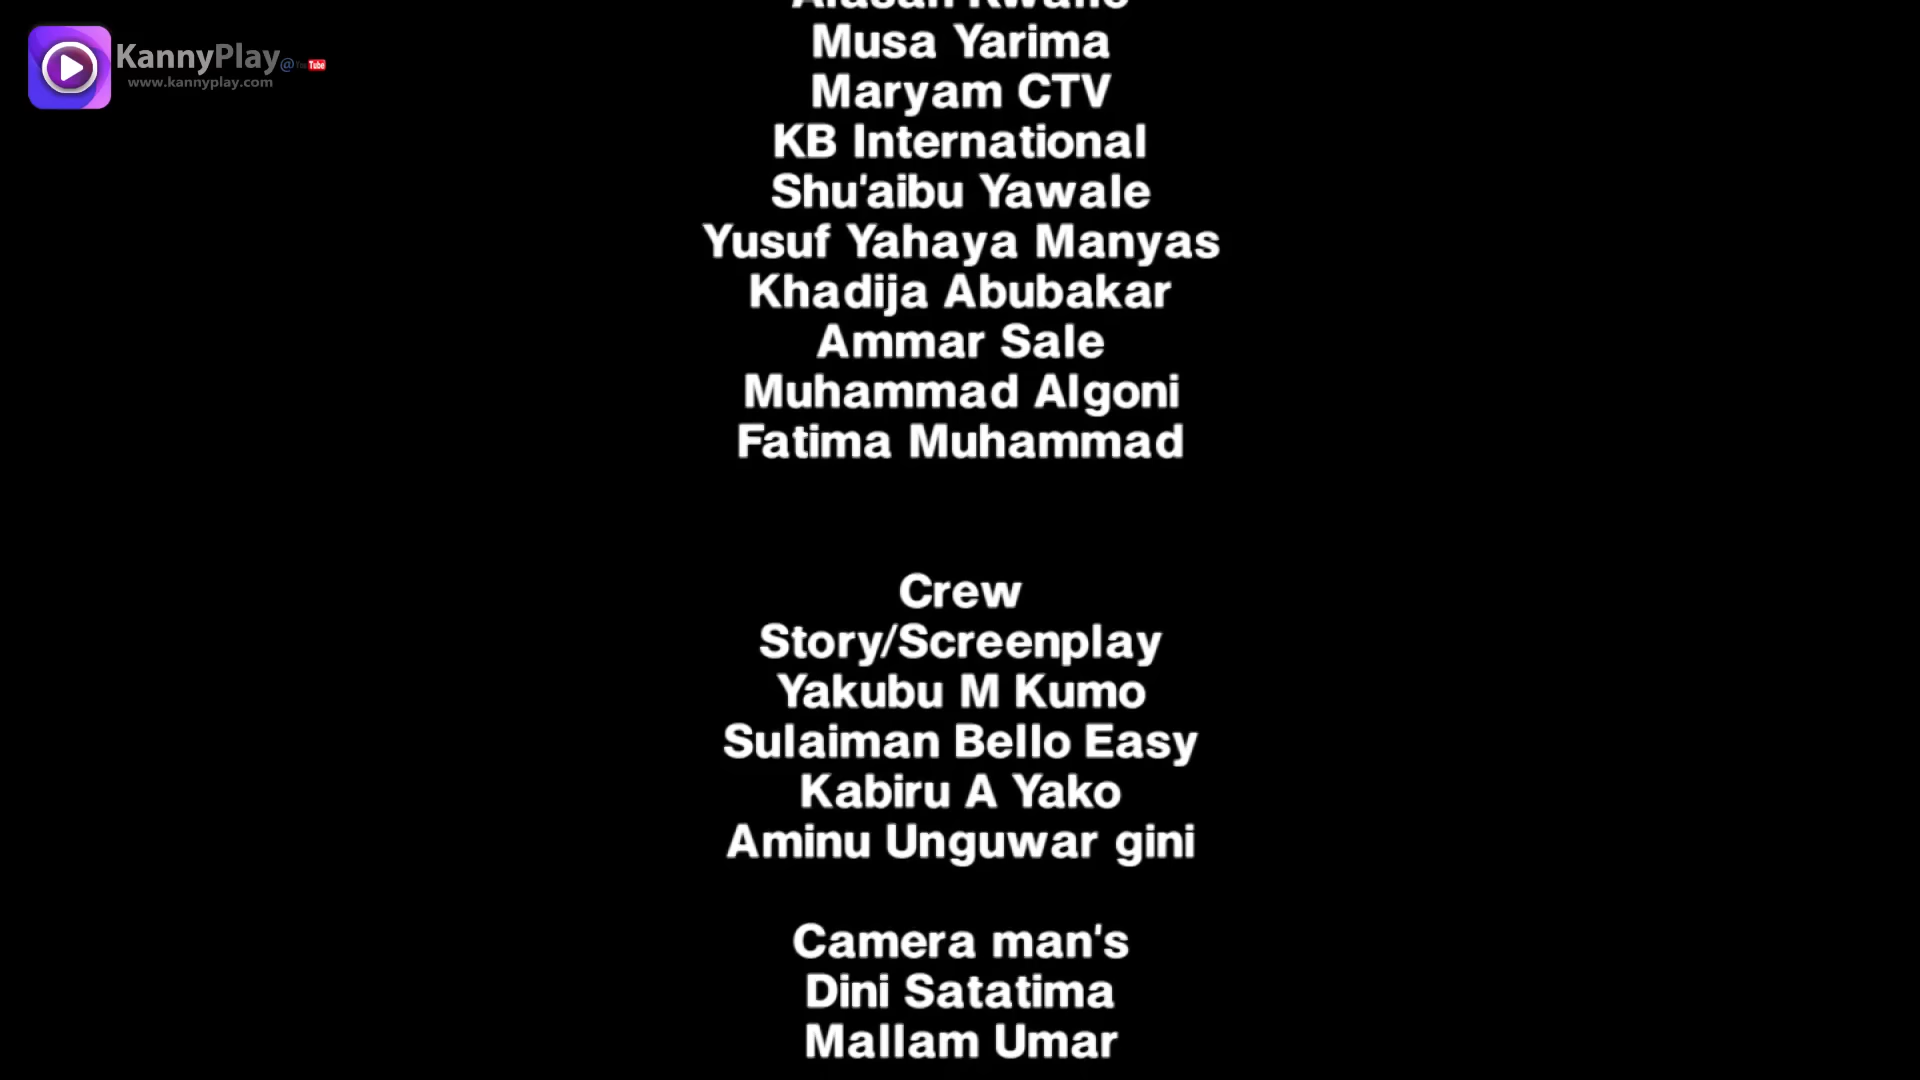 KannyPlay@YouTube
www.kannyplay.com
Musa Yarima
Maryam CTV
KB International
Shu'aibu Yawale
Yusuf Yahaya Manyas
Khadija Abubakar
Ammar Sale
Muhammad Algoni
Fatima Muhammad
Crew
Story/Screenplay
Yakubu M Kumo
Sulaiman Bello Easy
Kabiru A Yako
Aminu Unguwar gini
Camera man's
Dini Satatima
Mallam Umar